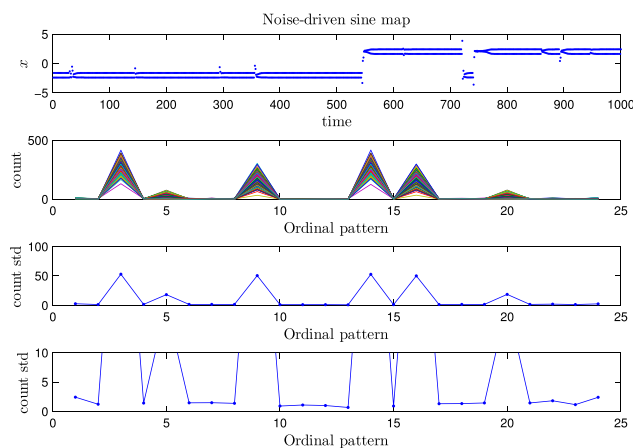 Noise-driven sine map
5
0
−5
x
0 100 200 300 400 500 600 700 800 900 1000
time
500
0
count
0 5 10 15 20 25
Ordinal pattern
100
50
0
count std
0 5 10 15 20 25
Ordinal pattern
10
5
0
count std
0 5 10 15 20 25
Ordinal pattern